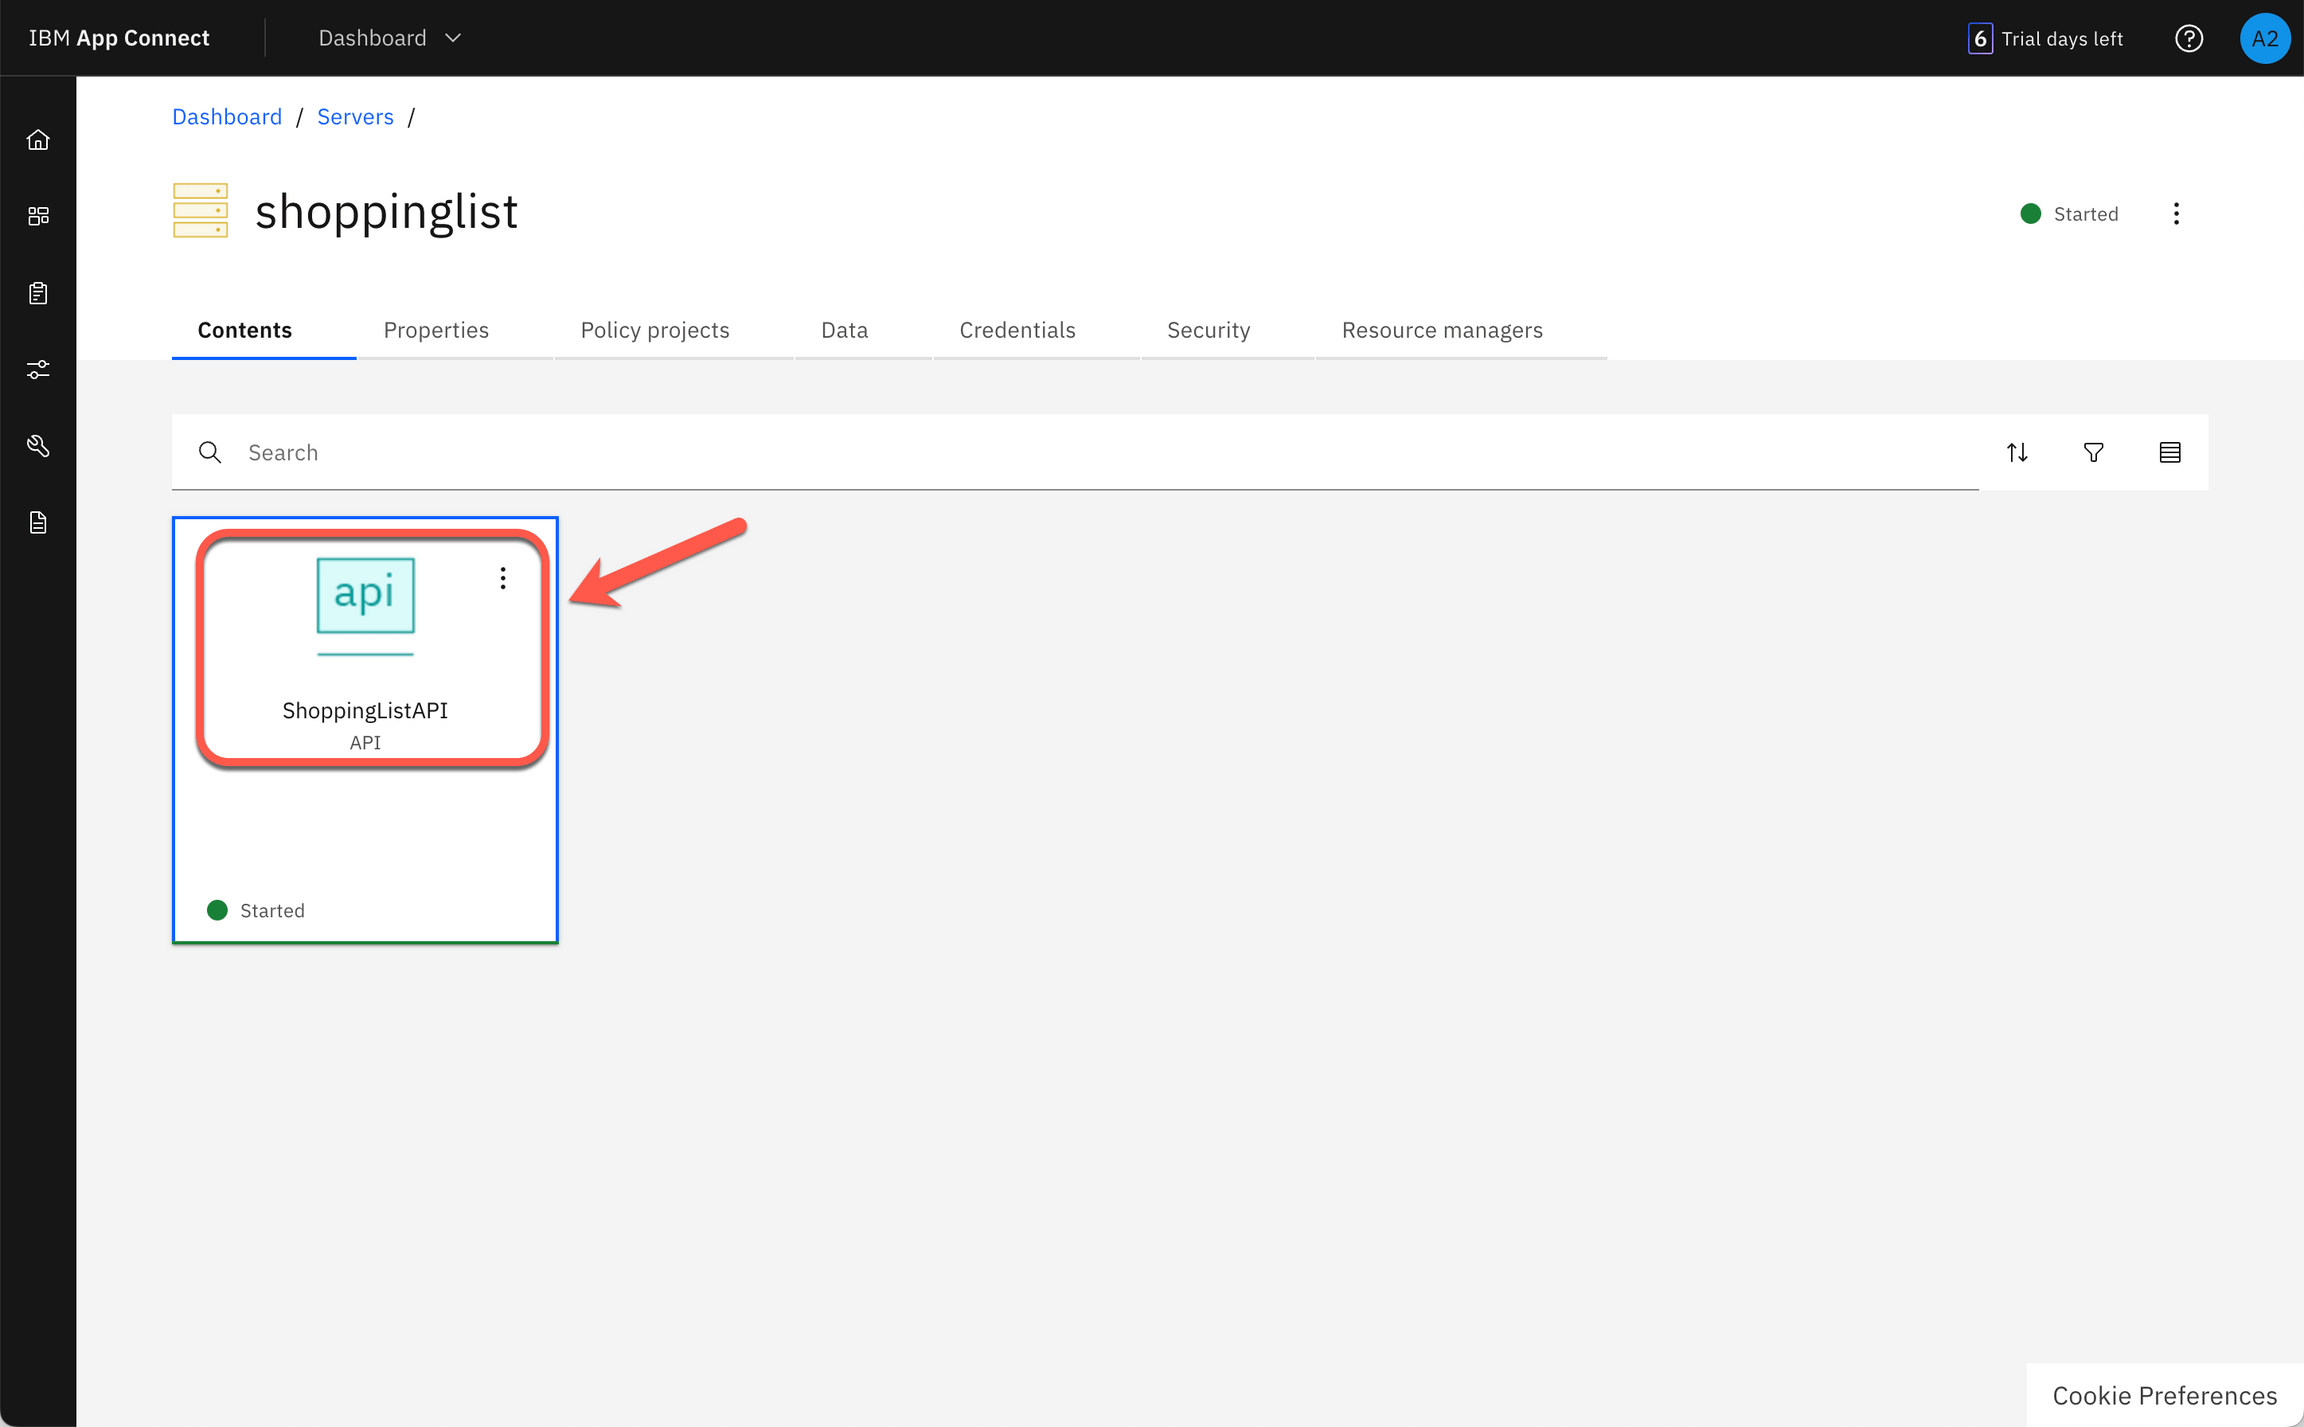 IBM App Connect
Dashboard
6 Trial days left
A2
Dashboard / Servers /
shoppinglist
Started
Contents
Properties
Policy projects
Data
Credentials
Security
Resource managers
Search
api
ShoppingListAPI
API
Started
Cookie Preferences